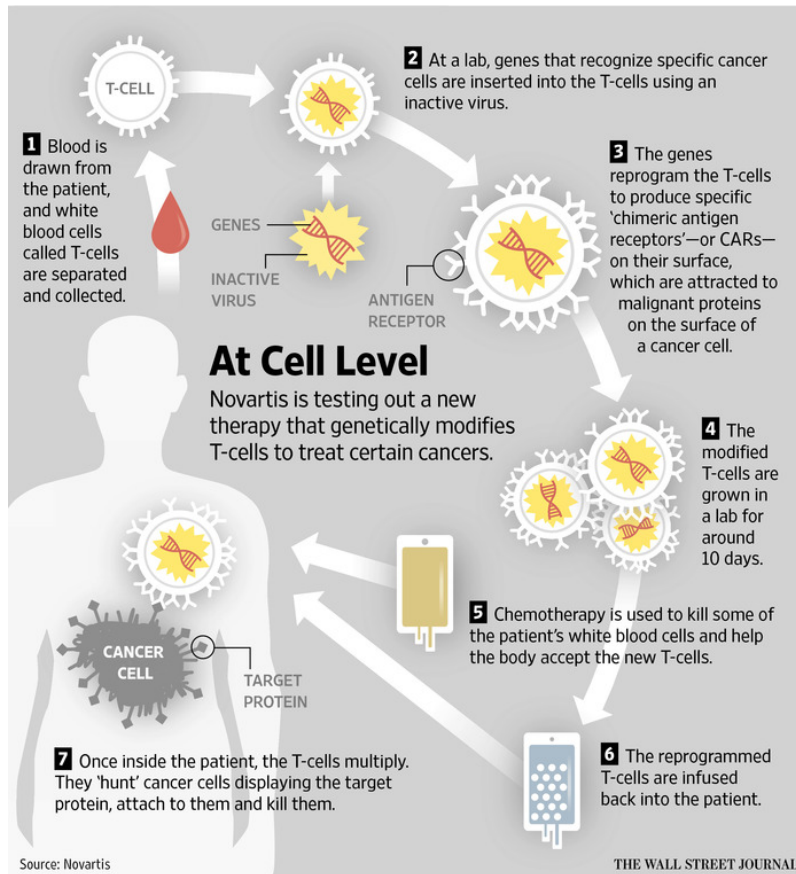 T-CELL
1 Blood is
drawn from
the patient,
and white
blood cells
called T-cells
are separated
and collected.
2 At a lab, genes that recognize specific cancer
cells are inserted into the T-cells using an
inactive virus.
GENES
INACTIVE
VIRUS
ANTIGEN
RECEPTOR
3 The genes
reprogram the T-cells
to produce specific
‘chimeric antigen
receptors’—or CARs—
on their surface,
which are attracted to
malignant proteins
on the surface of
a cancer cell.
At Cell Level
Novartis is testing out a new
therapy that genetically modifies
T-cells to treat certain cancers.
4 The
modified
T-cells are
grown in
a lab for
around
10 days.
5 Chemotherapy is used to kill some of
the patient’s white blood cells and help
the body accept the new T-cells.
CANCER
CELL
TARGET
PROTEIN
6 The reprogrammed
T-cells are infused
back into the patient.
7 Once inside the patient, the T-cells multiply.
They ‘hunt’ cancer cells displaying the target
protein, attach to them and kill them.
Source: Novartis
THE WALL STREET JOURNAL